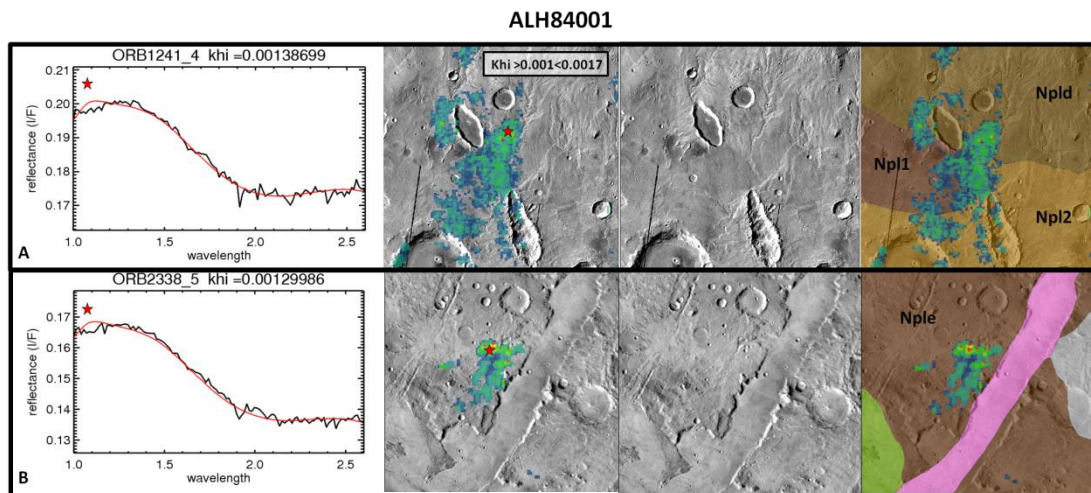 ALH84001
ORB1241_4 khi =0.00138699
0.21
0.20
0.19
0.18
0.17
reflectance (I/F)
1.0 1.5 2.0 2.5
wavelength
A
Khi >0.001<0.0017
Npld
Npl1
Npl2
ORB2338_5 khi =0.00129986
0.17
0.16
0.15
0.14
0.13
reflectance (I/F)
1.0 1.5 2.0 2.5
wavelength
B
Nple